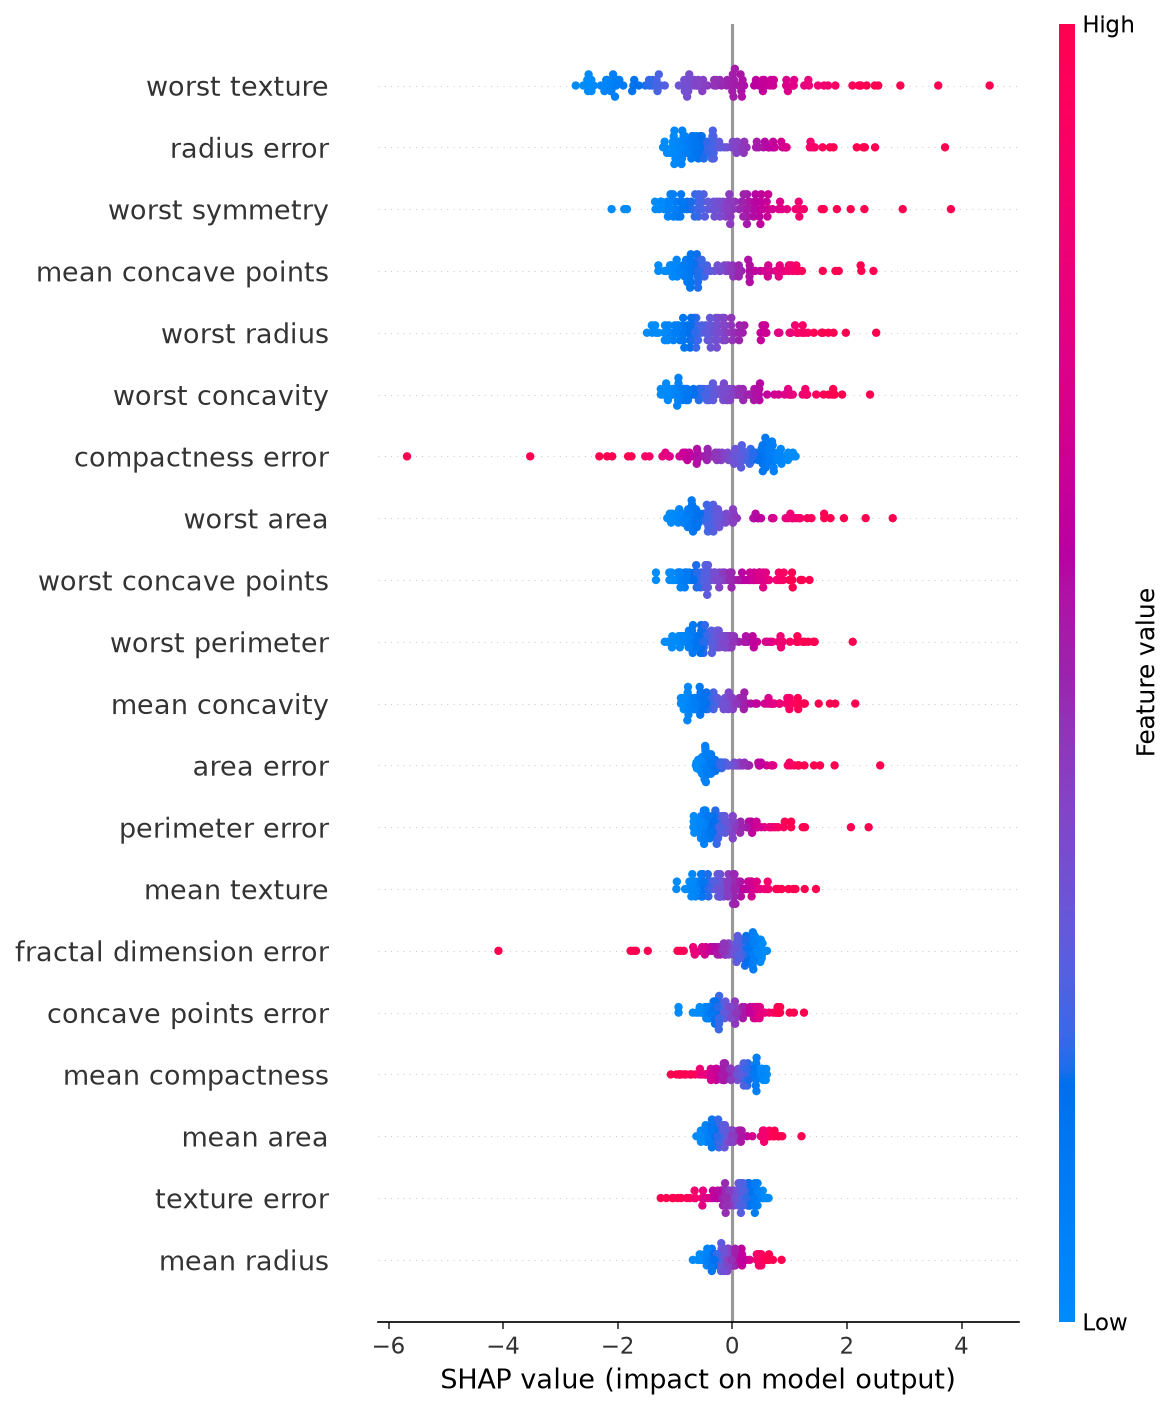 High
worst texture
radius error
worst symmetry
mean concave points
worst radius
worst concavity
compactness error
worst area
worst concave points
worst perimeter
mean concavity
area error
perimeter error
mean texture
fractal dimension error
concave points error
mean compactness
mean area
texture error
mean radius
Feature value
Low
−6 −4 −2 0 2 4
SHAP value (impact on model output)